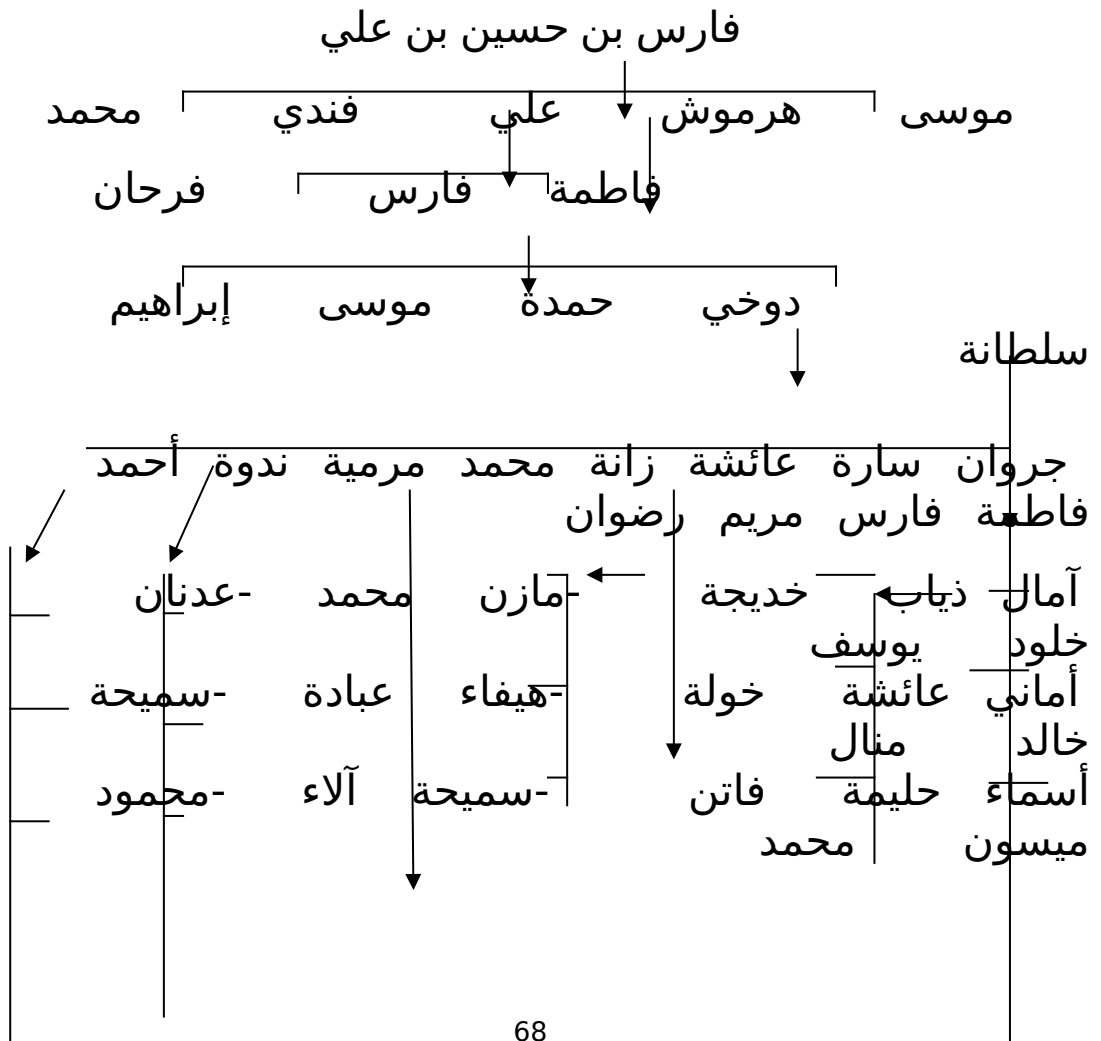 فارس بن حسين بن علي
موسى هرموش علي فندي محمد
فاطمة فارس فرحان
دوخي حمدة موسى إبراهيم
سلطانة
جروان سارة عائشة زانة محمد مرمية ندوة أحمد
فاطمة فارس مريم رضوان
آمال ذياب خديجة -مازن محمد -عدنان
خلود يوسف
أماني عائشة خولة -هيفاء عبادة -سميحة
خالد منال
أسماء حليمة فاتن -سميحة آلاء -محمود
ميسون محمد
68